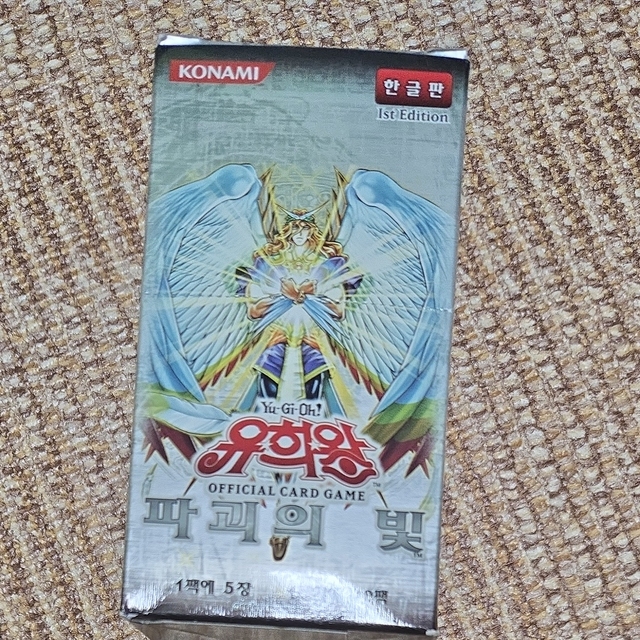 KONAMI
한글판
1st Edition
Yu-Gi-Oh!
유희왕
OFFICIAL CARD GAME
파괴의 빛
1팩에 5장